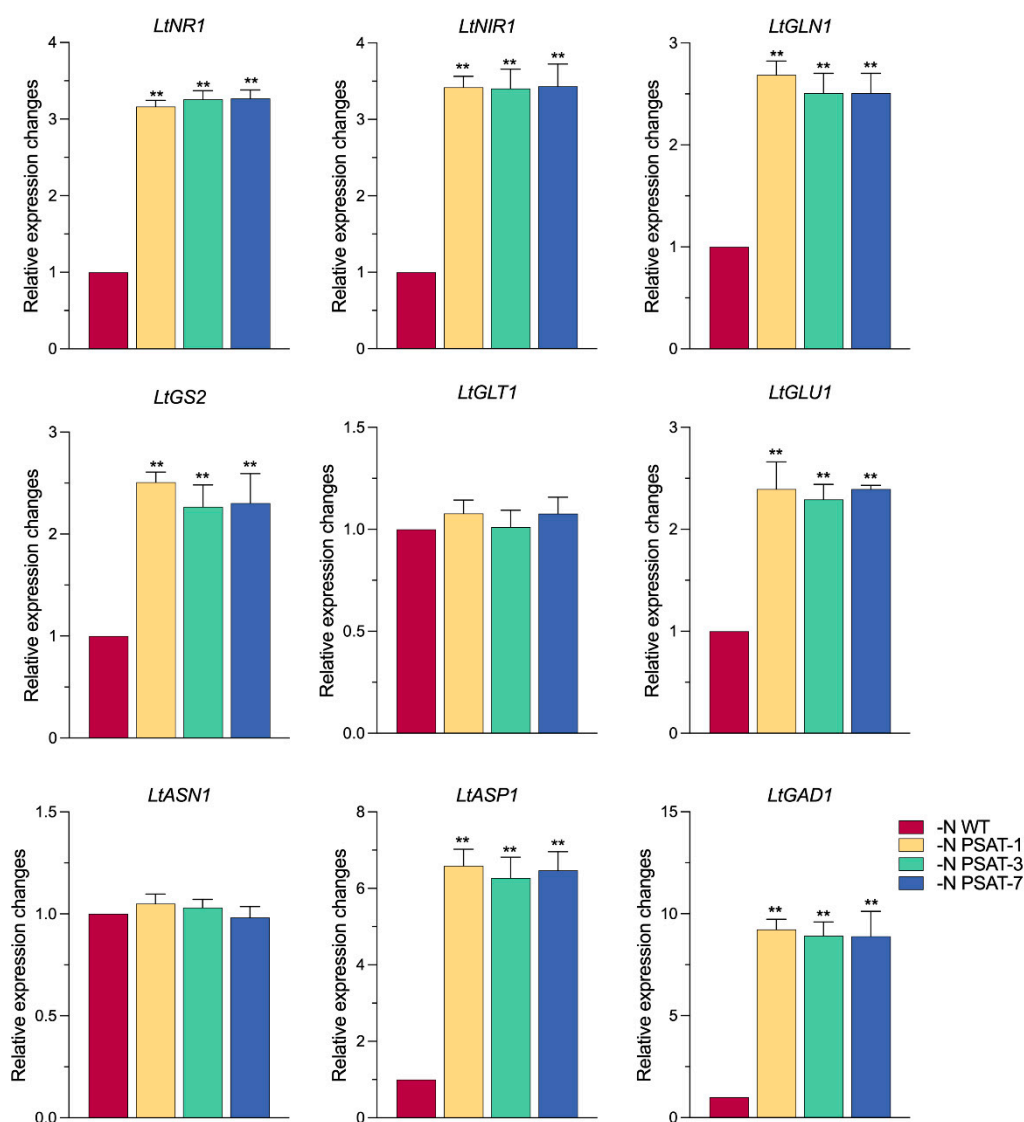 LtNR1
Relative expression changes
4
3
2
1
0
** ** **
LtNIR1
Relative expression changes
4
3
2
1
0
** ** **
LtGLN1
Relative expression changes
3
2
1
0
** ** **
LtGS2
Relative expression changes
3
2
1
0
** ** **
LtGLT1
Relative expression changes
1.5
1.0
0.5
0.0
LtGLU1
Relative expression changes
3
2
1
0
** ** **
LtASN1
Relative expression changes
1.5
1.0
0.5
0.0
LtASP1
Relative expression changes
8
6
4
2
0
** ** **
LtGAD1
Relative expression changes
15
10
5
0
** ** **
-N WT
-N PSAT-1
-N PSAT-3
-N PSAT-7